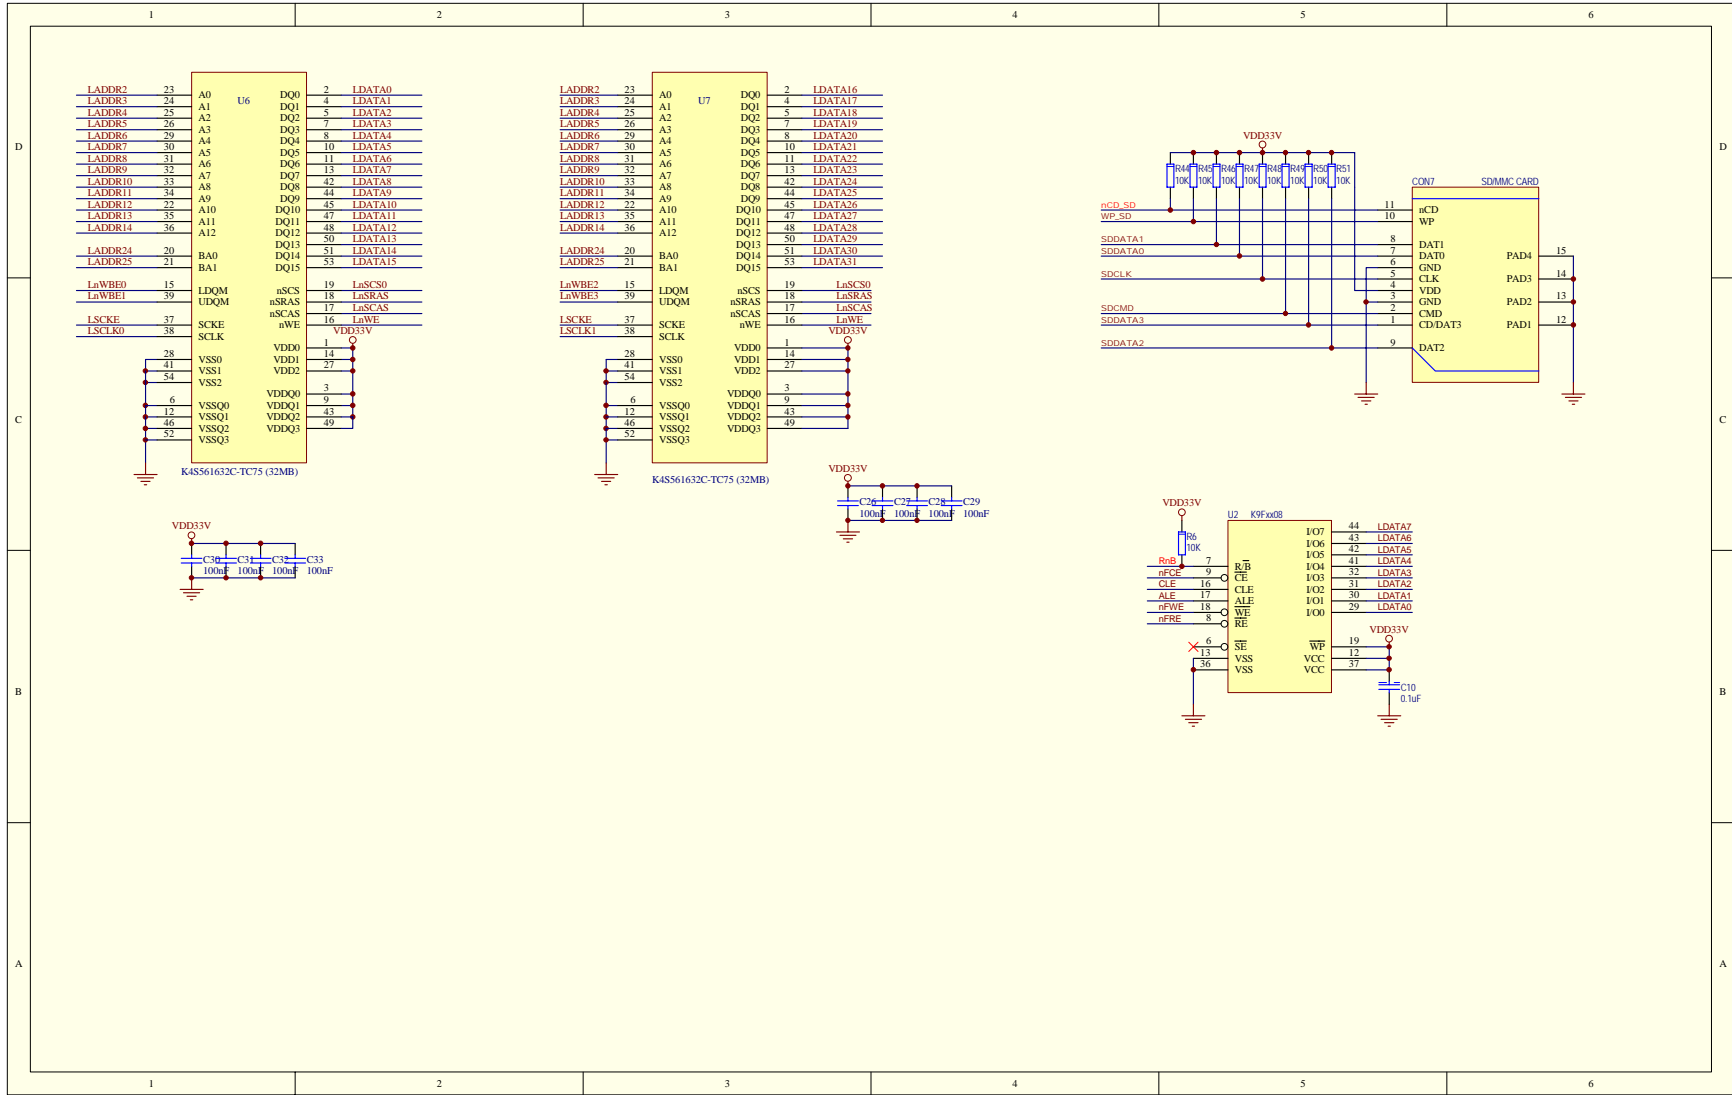 1 2 3 4 5 6
D D
C C
B B
A A
1 2 3 4 5 6
U6
LADDR2 23 A0 DQ0 2 LDATA0
LADDR3 24 A1 DQ1 4 LDATA1
LADDR4 25 A2 DQ2 5 LDATA2
LADDR5 26 A3 DQ3 7 LDATA3
LADDR6 29 A4 DQ4 8 LDATA4
LADDR7 30 A5 DQ5 10 LDATA5
LADDR8 31 A6 DQ6 11 LDATA6
LADDR9 32 A7 DQ7 13 LDATA7
LADDR10 33 A8 DQ8 42 LDATA8
LADDR11 34 A9 DQ9 44 LDATA9
LADDR12 22 A10 DQ10 45 LDATA10
LADDR13 35 A11 DQ11 47 LDATA11
LADDR14 36 A12 DQ12 48 LDATA12
DQ13 50 LDATA13
LADDR24 20 BA0 DQ14 51 LDATA14
LADDR25 21 BA1 DQ15 53 LDATA15
LnWBE0 15 LDQM nSCS 19 LnSCS0
LnWBE1 39 UDQM nSRAS 18 LnSRAS
nSCAS 17 LnSCAS
LSCKE 37 SCKE nWE 16 LnWE
LSCLK0 38 SCLK VDD33V
VDD0 1
28 VSS0 VDD1 14
41 VSS1 VDD2 27
54 VSS2
VDDQ0 3
6 VSSQ0 VDDQ1 9
12 VSSQ1 VDDQ2 43
46 VSSQ2 VDDQ3 49
52 VSSQ3
K4S561632C-TC75 (32MB)
VDD33V
C30 C31 C32 C33
100nF 100nF 100nF 100nF
U7
LADDR2 23 A0 DQ0 2 LDATA16
LADDR3 24 A1 DQ1 4 LDATA17
LADDR4 25 A2 DQ2 5 LDATA18
LADDR5 26 A3 DQ3 7 LDATA19
LADDR6 29 A4 DQ4 8 LDATA20
LADDR7 30 A5 DQ5 10 LDATA21
LADDR8 31 A6 DQ6 11 LDATA22
LADDR9 32 A7 DQ7 13 LDATA23
LADDR10 33 A8 DQ8 42 LDATA24
LADDR11 34 A9 DQ9 44 LDATA25
LADDR12 22 A10 DQ10 45 LDATA26
LADDR13 35 A11 DQ11 47 LDATA27
LADDR14 36 A12 DQ12 48 LDATA28
DQ13 50 LDATA29
LADDR24 20 BA0 DQ14 51 LDATA30
LADDR25 21 BA1 DQ15 53 LDATA31
LnWBE2 15 LDQM nSCS 19 LnSCS0
LnWBE3 39 UDQM nSRAS 18 LnSRAS
nSCAS 17 LnSCAS
LSCKE 37 SCKE nWE 16 LnWE
LSCLK1 38 SCLK VDD33V
VDD0 1
28 VSS0 VDD1 14
41 VSS1 VDD2 27
54 VSS2
VDDQ0 3
6 VSSQ0 VDDQ1 9
12 VSSQ1 VDDQ2 43
46 VSSQ2 VDDQ3 49
52 VSSQ3
K4S561632C-TC75 (32MB)
VDD33V
C26 C27 C28 C29
100nF 100nF 100nF 100nF
VDD33V
R44 R45 R46 R47 R48 R49 R50 R51
10K 10K 10K 10K 10K 10K 10K 10K
CON7 SD/MMC CARD
nCD_SD 11 nCD
WP_SD 10 WP
SDDATA1 8 DAT1
SDDATA0 7 DAT0 PAD4 15
6 GND
SDCLK 5 CLK PAD3 14
4 VDD
3 GND PAD2 13
SDCMD 2 CMD
SDDATA3 1 CD/DAT3 PAD1 12
SDDATA2 9 DAT2
VDD33V
R6
10K
U2 K9Fxx08
I/O7 44 LDATA7
I/O6 43 LDATA6
I/O5 42 LDATA5
RnB 7 R/B I/O4 41 LDATA4
nFCE 9 CE I/O3 32 LDATA3
CLE 16 CLE I/O2 31 LDATA2
ALE 17 ALE I/O1 30 LDATA1
nFWE 18 WE I/O0 29 LDATA0
nFRE 8 RE
VDD33V
6 SE WP 19
13 VSS VCC 12
36 VSS VCC 37
C10
0.1uF